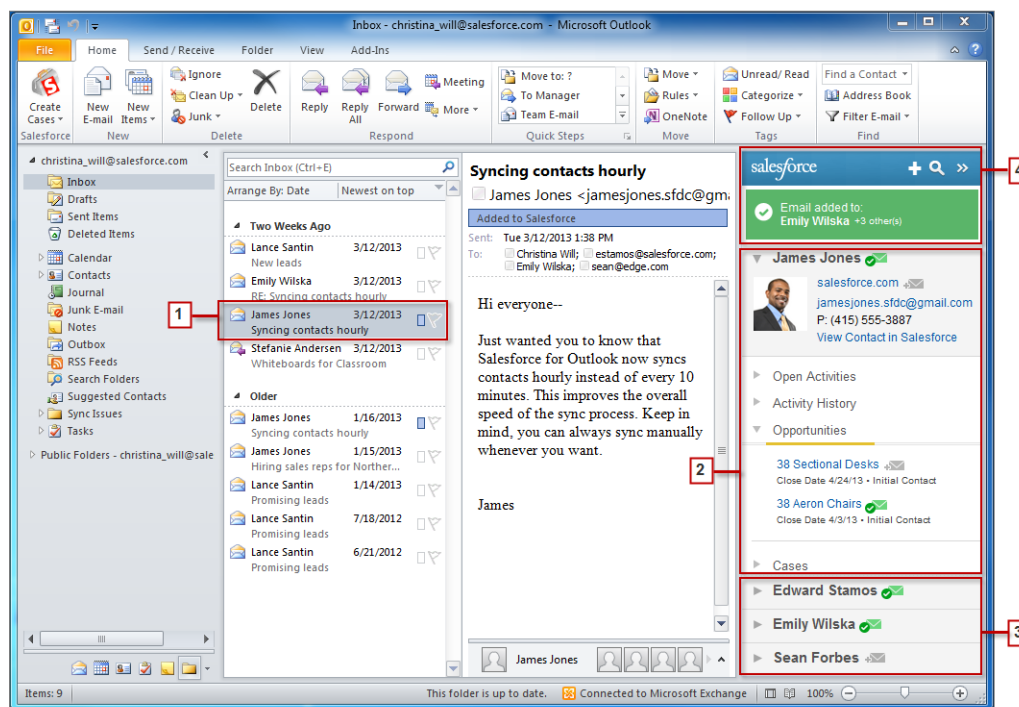 Inbox - christina_will@salesforce.com - Microsoft Outlook
File Home Send / Receive Folder View Add-Ins
Create Cases
Salesforce
New E-mail
New Items
New
Ignore
Clean Up
Junk
Delete
Delete
Reply
Reply All
Forward
Meeting
More
Respond
Move to: ?
To Manager
Team E-mail
Quick Steps
Move
Rules
OneNote
Move
Unread/ Read
Categorize
Follow Up
Tags
Find a Contact
Address Book
Filter E-mail
Find
christina_will@salesforce.com
Inbox
Drafts
Sent Items
Deleted Items
Calendar
Contacts
Journal
Junk E-mail
Notes
Outbox
RSS Feeds
Search Folders
Suggested Contacts
Sync Issues
Tasks
Public Folders - christina_will@sale
1
Search Inbox (Ctrl+E)
Arrange By: Date Newest on top
Two Weeks Ago
Lance Santin 3/12/2013
New leads
Emily Wilska 3/12/2013
RE: Syncing contacts hourly
James Jones 3/12/2013
Syncing contacts hourly
Stefanie Andersen 3/12/2013
Whiteboards for Classroom
Older
James Jones 1/16/2013
Syncing contacts hourly
James Jones 1/15/2013
Hiring sales reps for Norther...
Lance Santin 1/14/2013
Promising leads
Lance Santin 7/18/2012
Promising leads
Lance Santin 6/21/2012
Promising leads
Syncing contacts hourly
James Jones <jamesjones.sfdc@gm
Added to Salesforce
Sent: Tue 3/12/2013 1:38 PM
To: Christina Will; estamos@salesforce.com;
Emily Wilska; sean@edge.com
Hi everyone--
Just wanted you to know that
Salesforce for Outlook now syncs
contacts hourly instead of every 10
minutes. This improves the overall
speed of the sync process. Keep in
mind, you can always sync manually
whenever you want.
James
James Jones
2
salesforce
4
Email added to:
Emily Wilska +3 other(s)
James Jones
salesforce.com
jamesjones.sfdc@gmail.com
P: (415) 555-3887
View Contact in Salesforce
Open Activities
Activity History
Opportunities
38 Sectional Desks
Close Date 4/24/13 • Initial Contact
38 Aeron Chairs
Close Date 4/3/13 • Initial Contact
Cases
Edward Stamos
Emily Wilska
3
Sean Forbes
Items: 9 This folder is up to date. Connected to Microsoft Exchange 100%